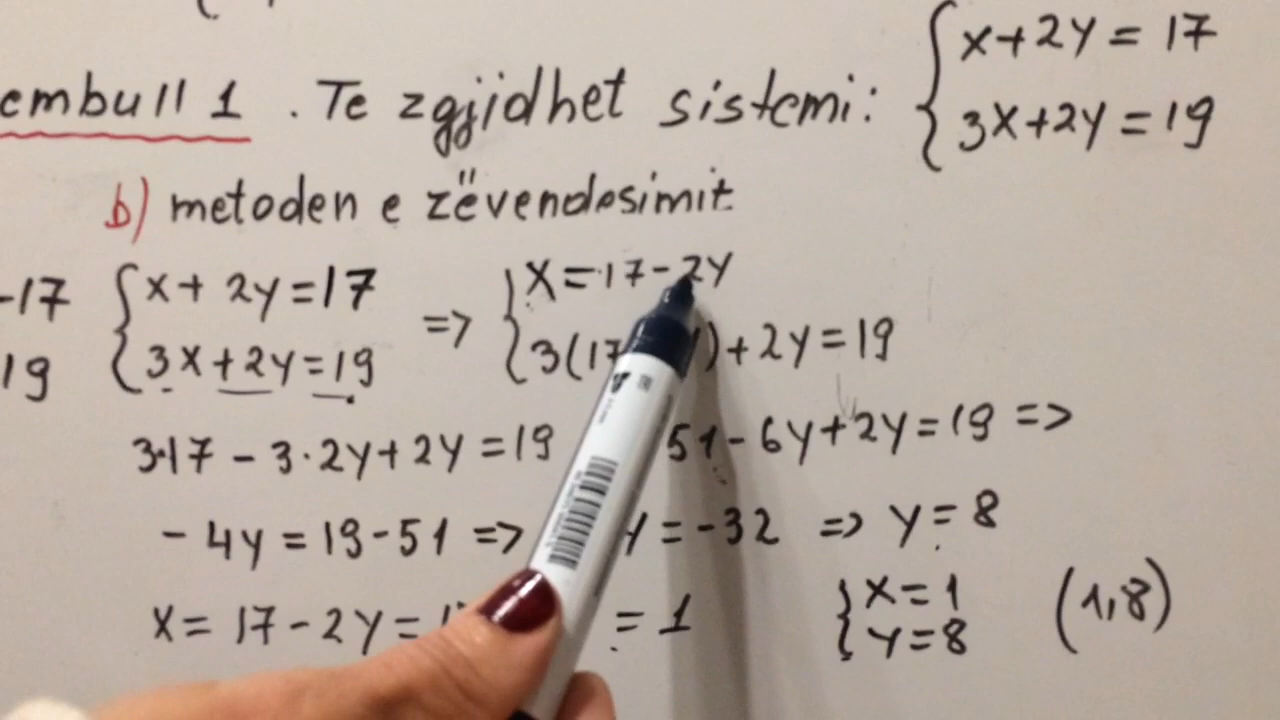 embull 1 . Te zgjidhet sistemi: { x+2y = 17
3x+2y = 19
b) metoden e zëvendesimit
-17 { x + 2y = 17 => { x = 17 - 2y
19 3x + 2y = 19 3(17 ) + 2y = 19
3·17 - 3·2y + 2y = 19 51 - 6y + 2y = 19 =>
- 4y = 19 - 51 => y = -32 => y = 8
x = 17 - 2y = = 1 { x = 1 (1,8)
y = 8